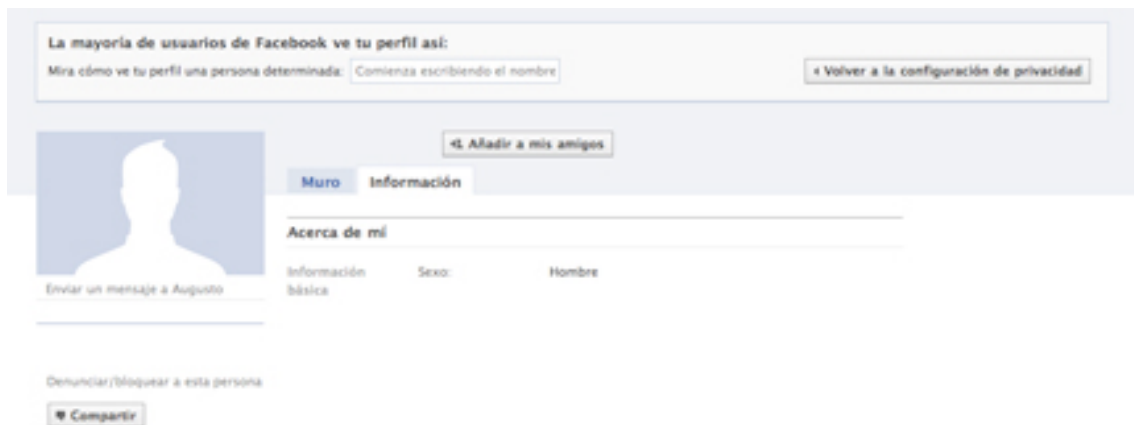 La mayoría de usuarios de Facebook ve tu perfil así:
Mira cómo ve tu perfil una persona determinada: Comienza escribiendo el nombre
Volver a la configuración de privacidad
Añadir a mis amigos
Muro Información
Acerca de mí
Información básica Sexo: Hombre
Enviar un mensaje a Augusto
Denunciar/bloquear a esta persona
Compartir